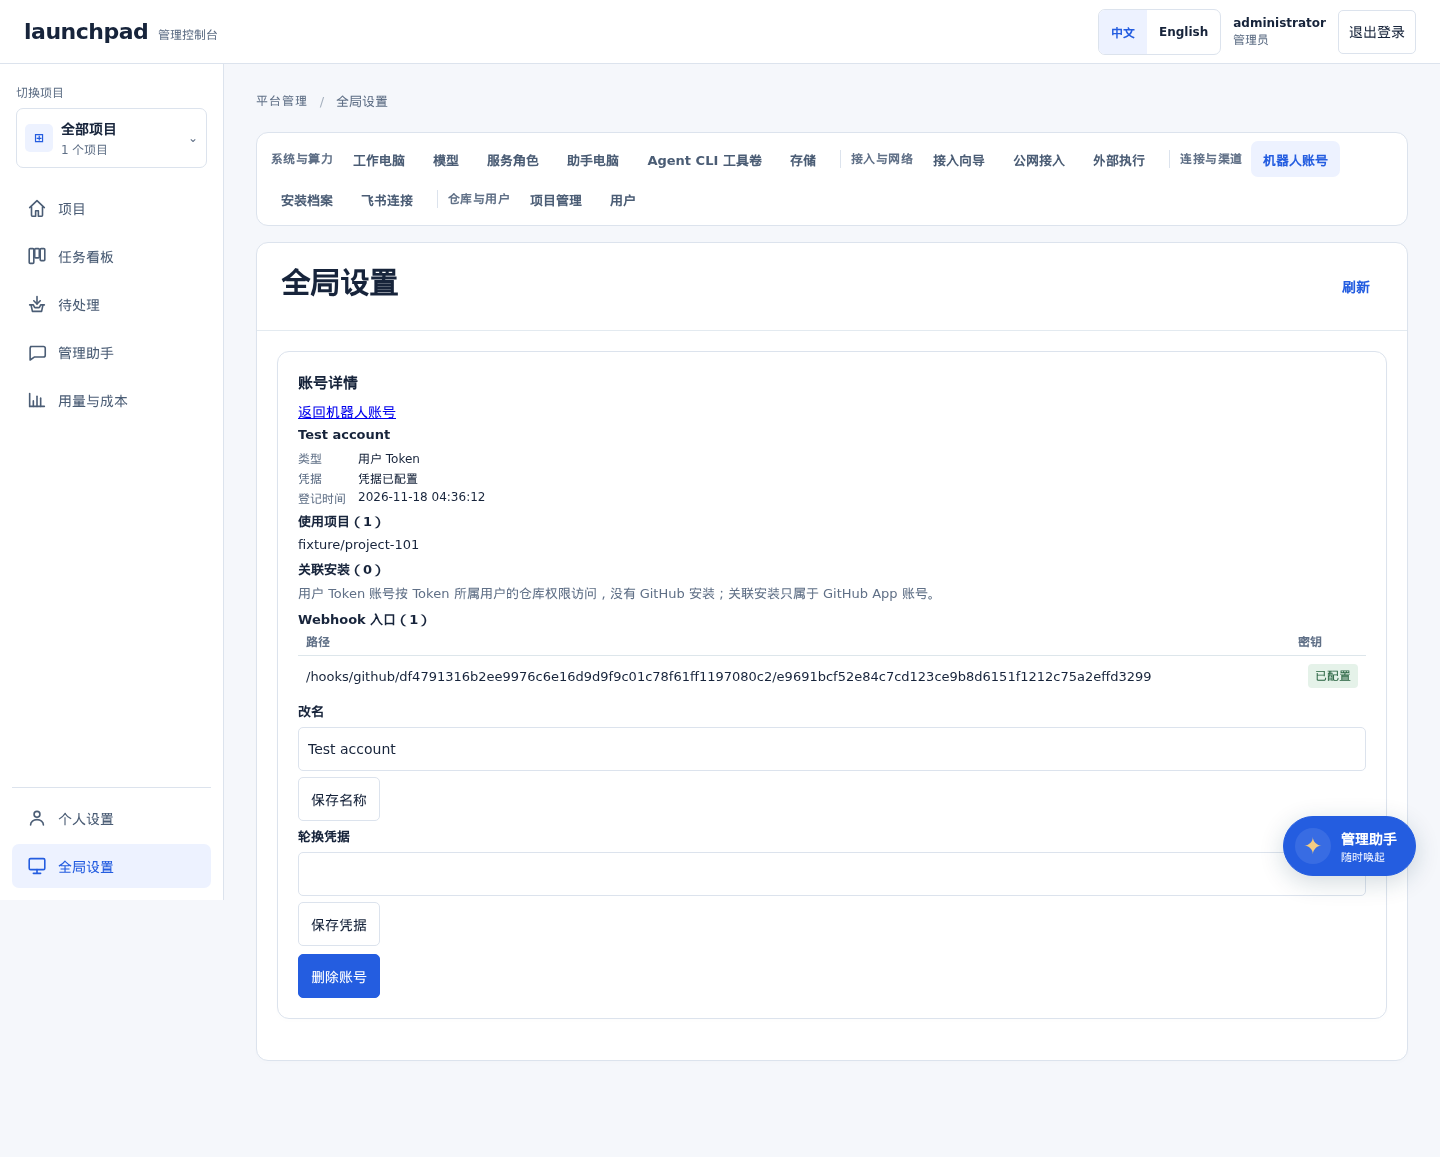 launchpad 管理控制台
中文 English
administrator
管理员
退出登录
切换项目
全部项目
1 个项目
项目
任务看板
待处理
管理助手
用量与成本
个人设置
全局设置
平台管理 / 全局设置
系统与算力 工作电脑 模型 服务角色 助手电脑 Agent CLI 工具卷 存储 接入与网络 接入向导 公网接入 外部执行 连接与渠道 机器人账号
安装档案 飞书连接 仓库与用户 项目管理 用户
全局设置
刷新
账号详情
返回机器人账号
Test account
类型 用户 Token
凭据 凭据已配置
登记时间 2026-11-18 04:36:12
使用项目（1）
fixture/project-101
关联安装（0）
用户 Token 账号按 Token 所属用户的仓库权限访问，没有 GitHub 安装；关联安装只属于 GitHub App 账号。
Webhook 入口（1）
路径 密钥
/hooks/github/df4791316b2ee9976c6e16d9d9f9c01c78f61ff1197080c2/e9691bcf52e84c7cd123ce9b8d6151f1212c75a2effd3299 已配置
改名
Test account
保存名称
轮换凭据
保存凭据
删除账号
管理助手
随时唤起